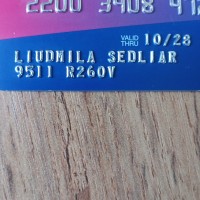 2200 3408
VALID
THRU 10/28
LIUDMILA SEDLIAR
9511 R260V